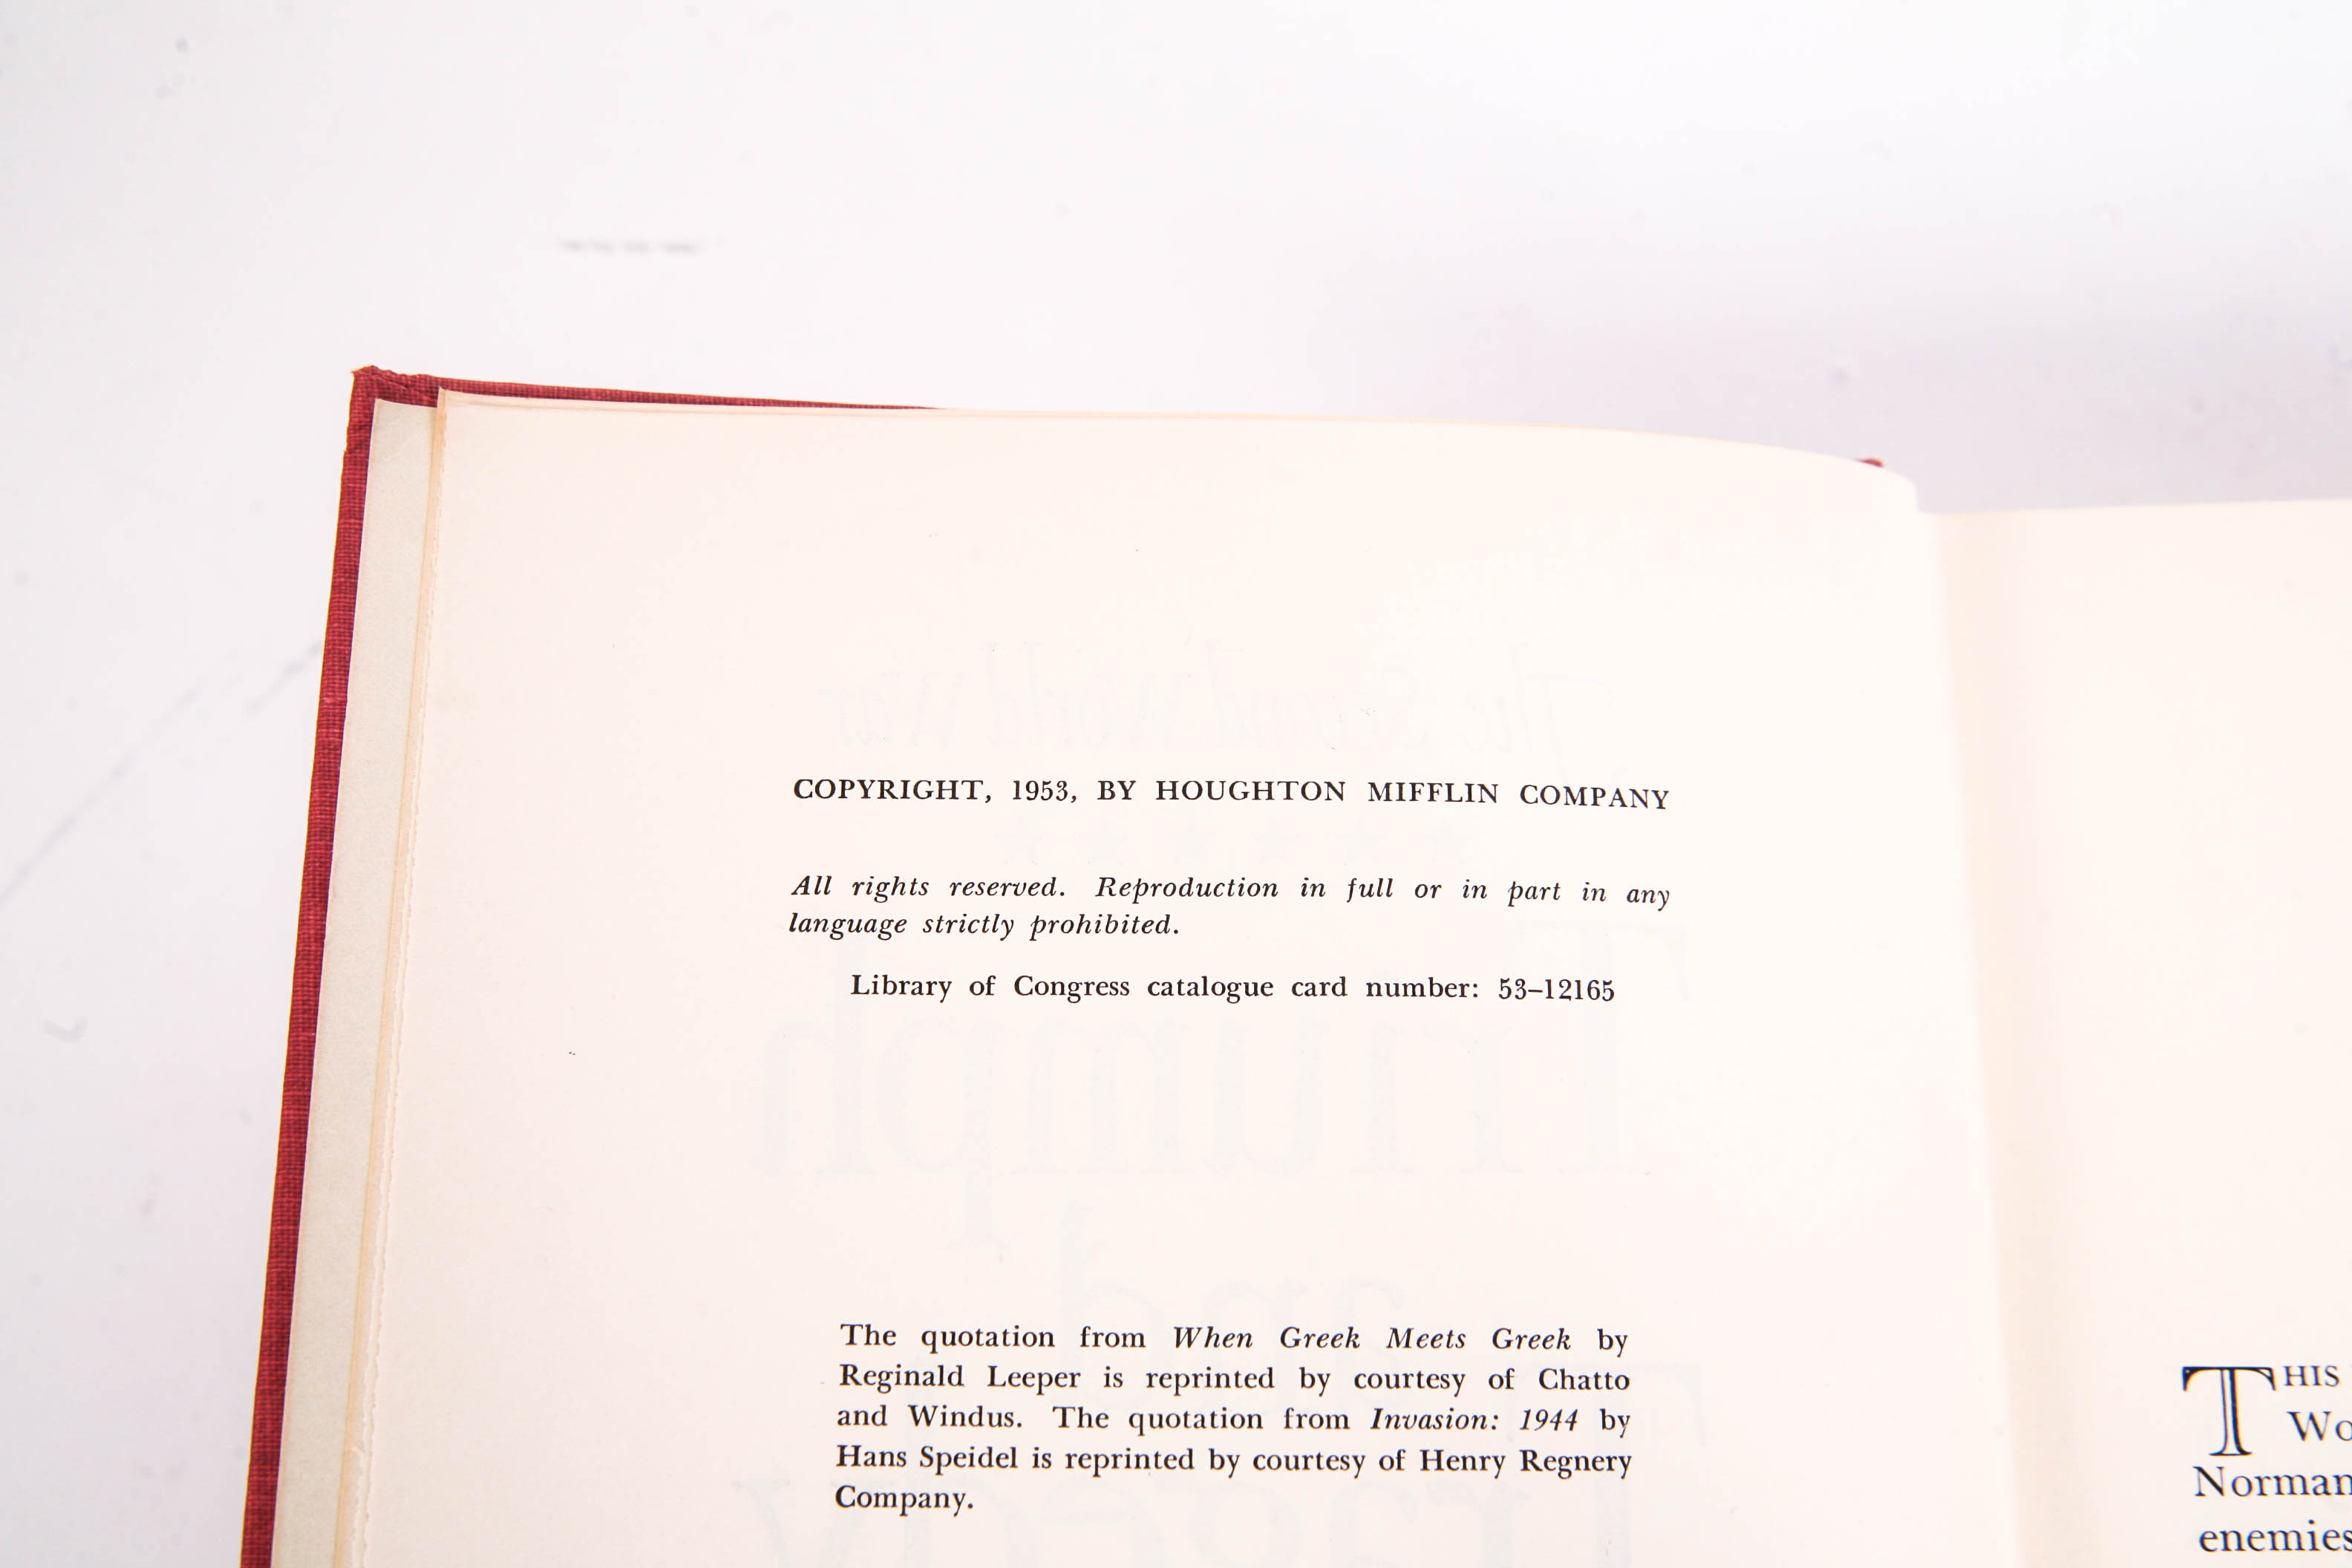 COPYRIGHT, 1953, BY HOUGHTON MIFFLIN COMPANY
All rights reserved. Reproduction in full or in part in any
language strictly prohibited.
Library of Congress catalogue card number: 53–12165
The quotation from When Greek Meets Greek by
Reginald Leeper is reprinted by courtesy of Chatto
and Windus. The quotation from Invasion: 1944 by
Hans Speidel is reprinted by courtesy of Henry Regnery
Company.
THIS
Wo
Norman
enemies